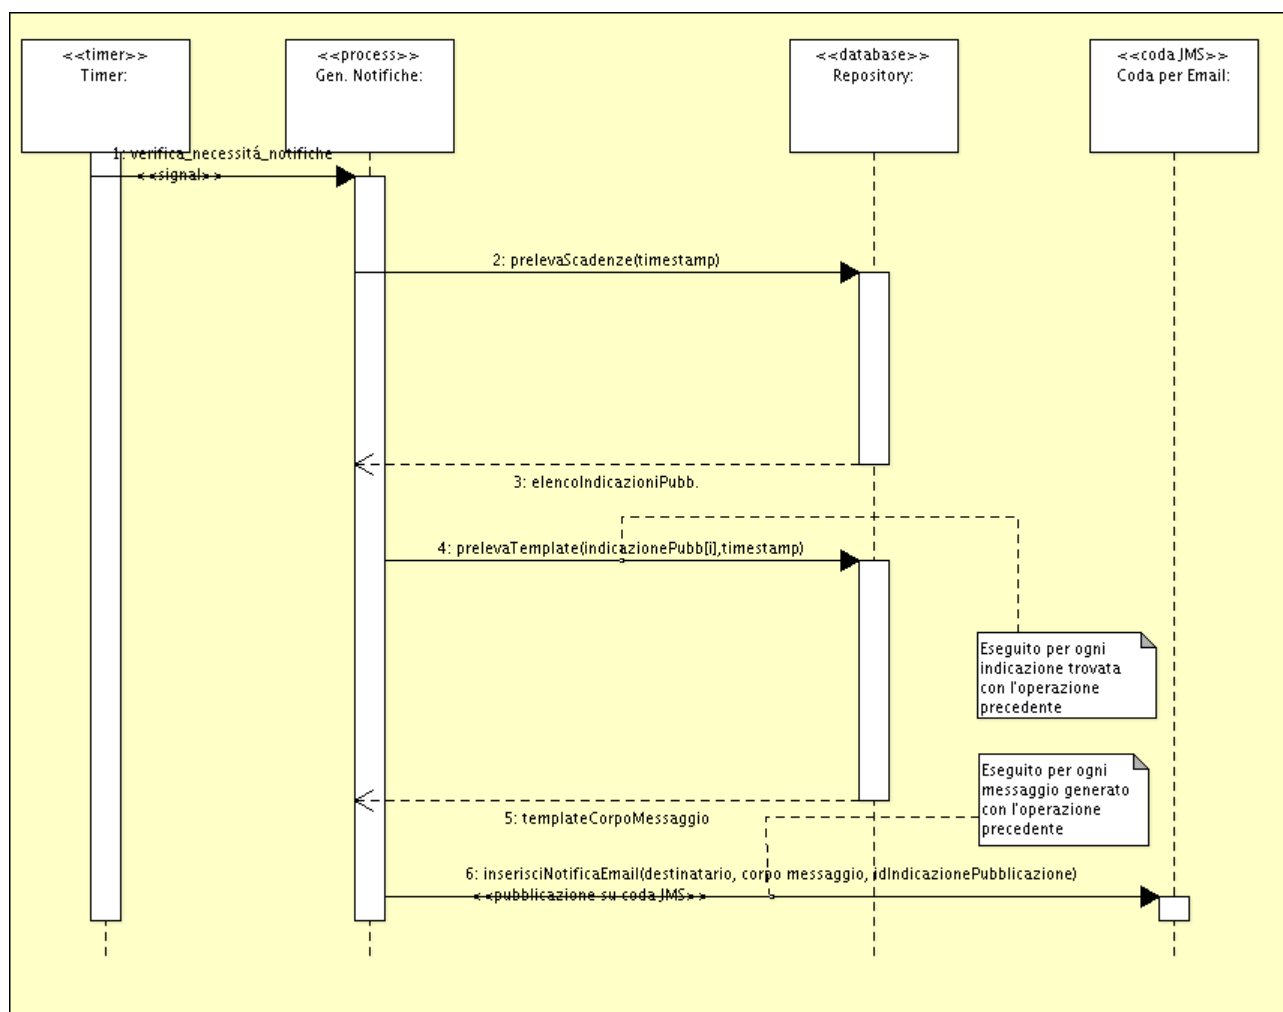 <<timer>>
Timer:
<<process>>
Gen. Notifiche:
<<database>>
Repository:
<<coda JMS>>
Coda per Email:
1: verifica_necessitá_notifiche
<<signal>>
2: prelevaScadenze(timestamp)
3: elencoIndicazioniPubb.
4: prelevaTemplate(indicazionePubb[i],timestamp)
Eseguito per ogni
indicazione trovata
con l'operazione
precedente
Eseguito per ogni
messaggio generato
con l'operazione
precedente
5: templateCorpoMessaggio
6: inserisciNotificaEmail(destinatario, corpo messaggio, idIndicazionePubblicazione)
<<pubblicazione su coda JMS>>